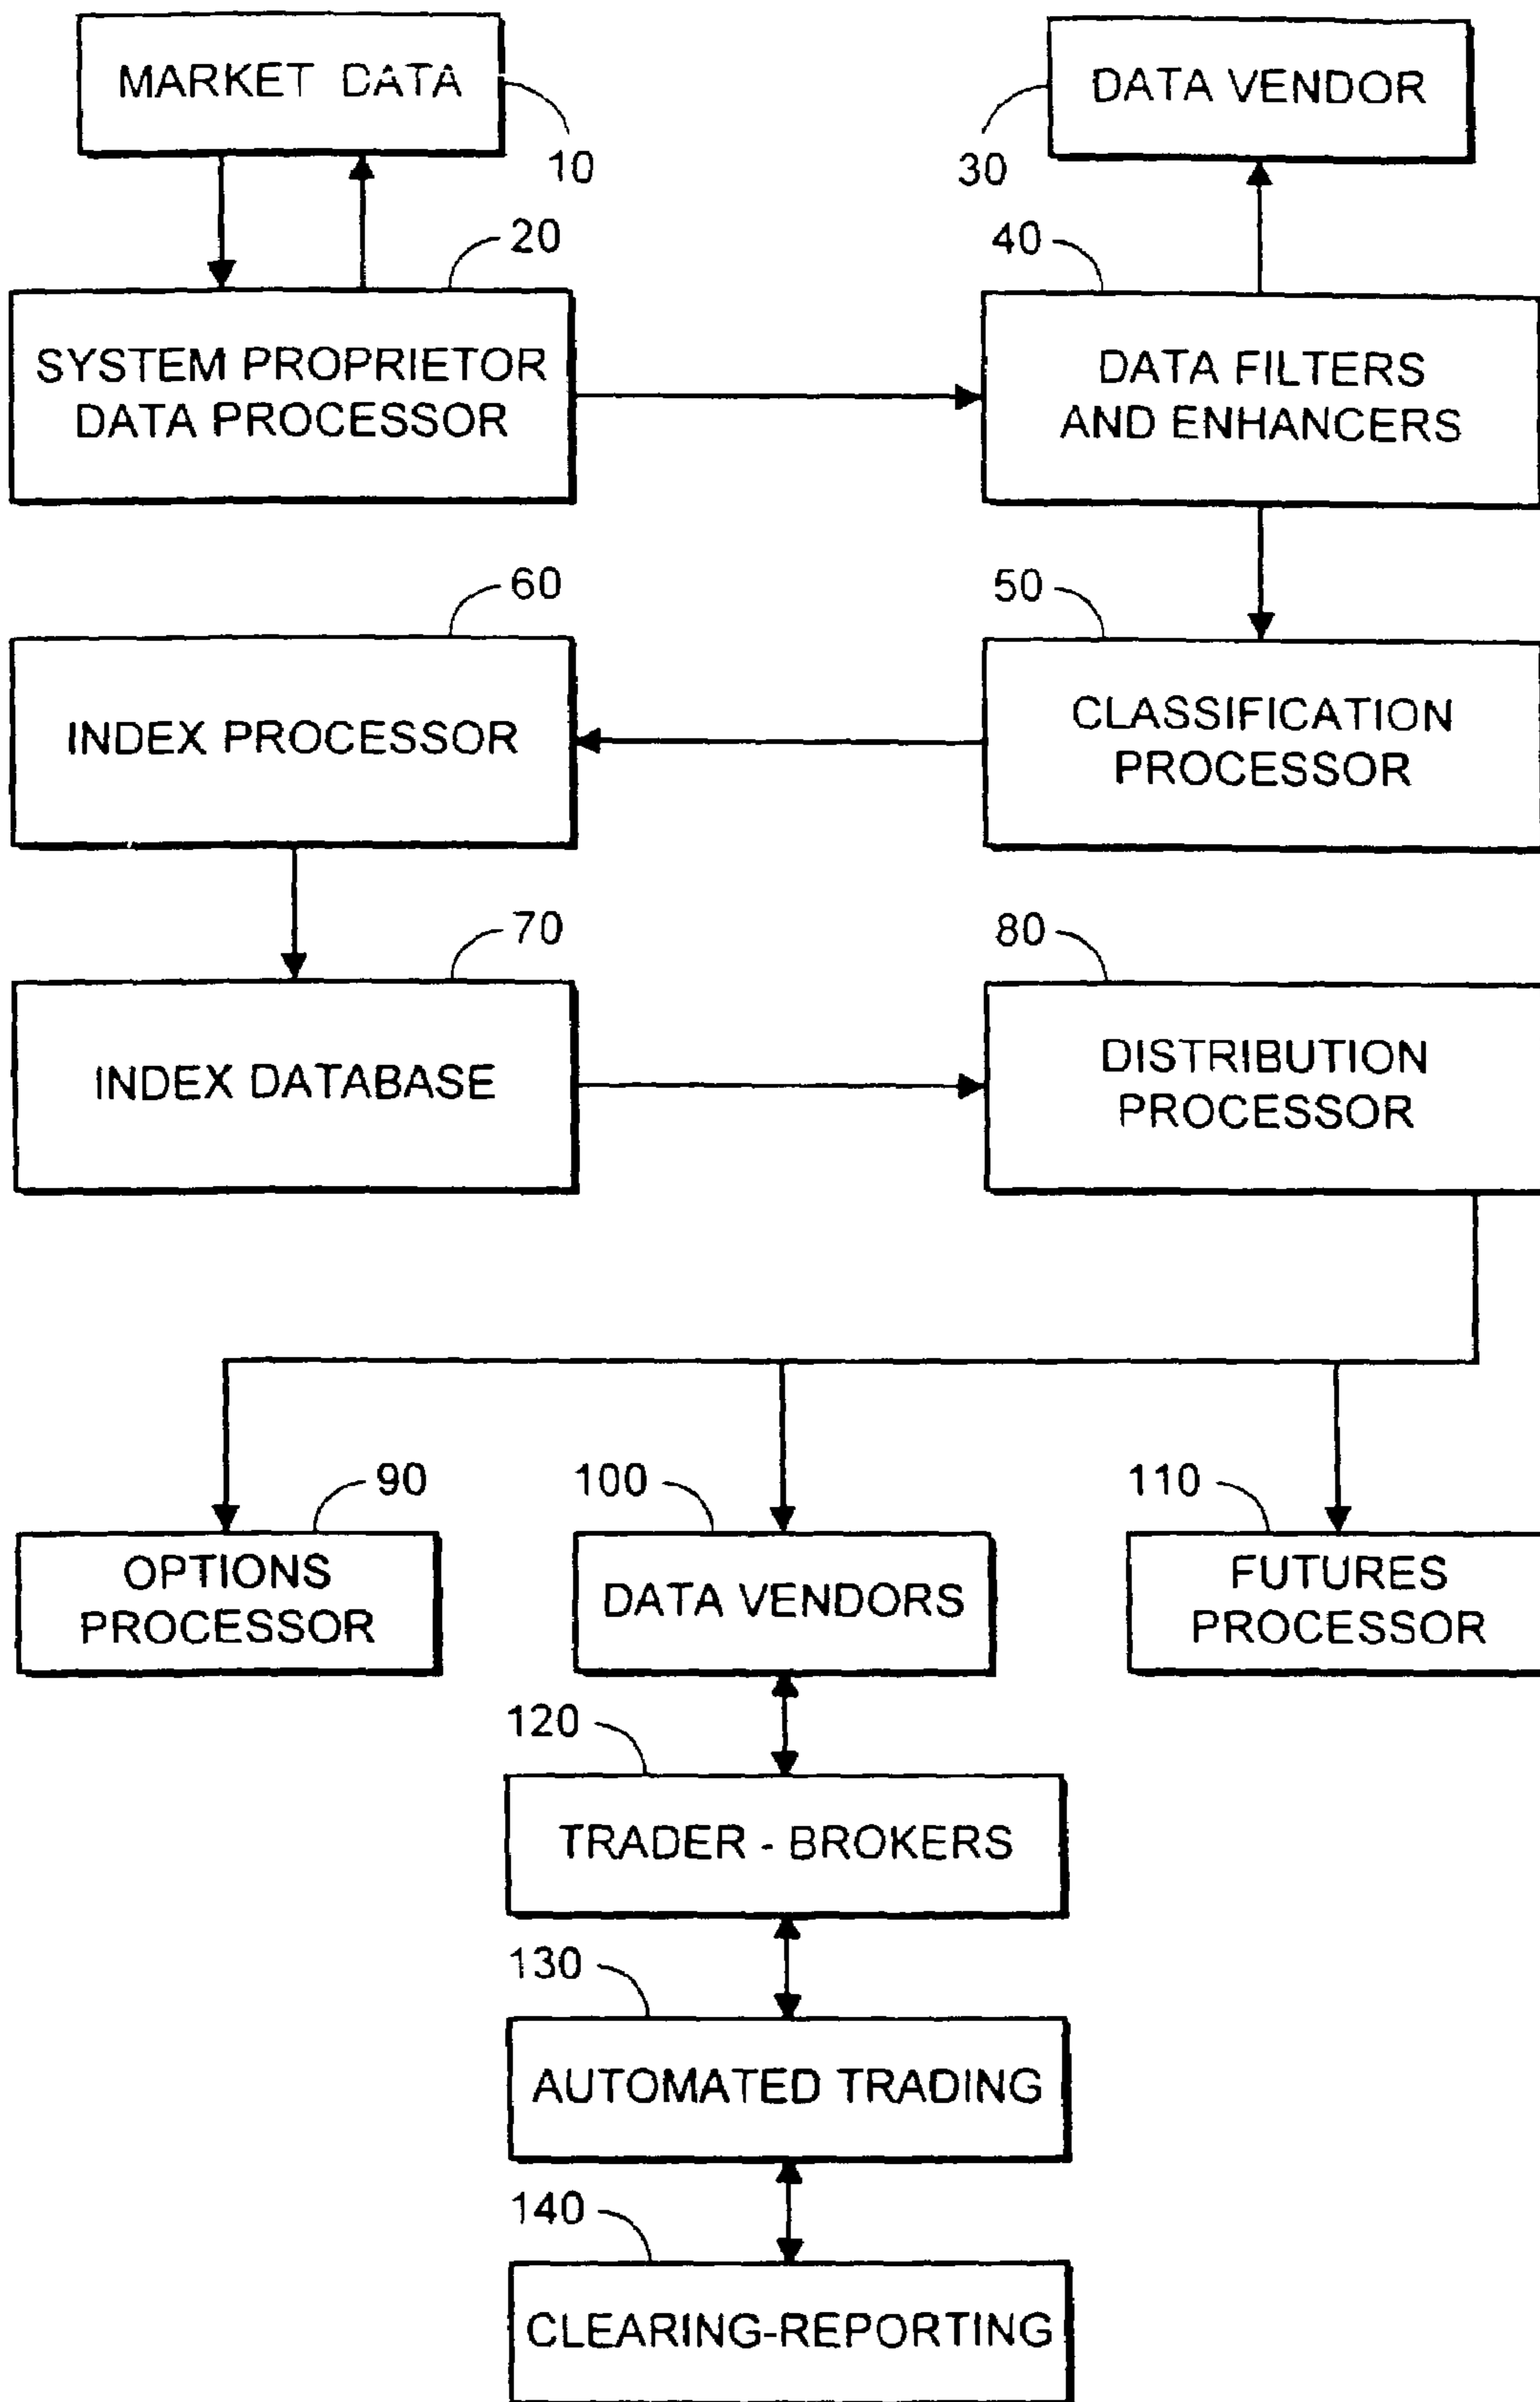 MARKET DATA
10
DATA VENDOR
30
20
SYSTEM PROPRIETOR
DATA PROCESSOR
40
DATA FILTERS
AND ENHANCERS
60
INDEX PROCESSOR
50
CLASSIFICATION
PROCESSOR
70
INDEX DATABASE
80
DISTRIBUTION
PROCESSOR
90
OPTIONS
PROCESSOR
100
DATA VENDORS
110
FUTURES
PROCESSOR
120
TRADER - BROKERS
130
AUTOMATED TRADING
140
CLEARING-REPORTING